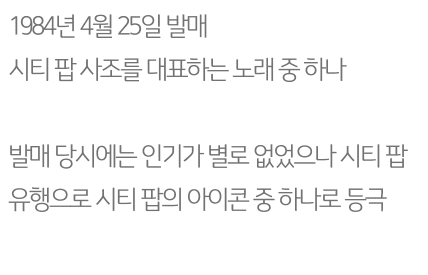 1984년 4월 25일 발매
시티 팝 사조를 대표하는 노래 중 하나
발매 당시에는 인기가 별로 없었으나 시티 팝
유행으로 시티 팝의 아이콘 중 하나로 등극